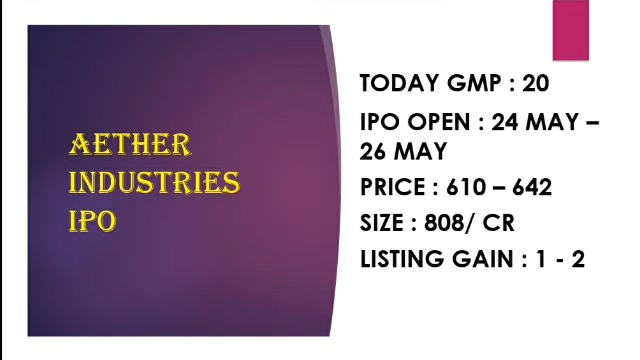 AETHER
INDUSTRIES
IPO
TODAY GMP : 20
IPO OPEN : 24 MAY –
26 MAY
PRICE : 610 – 642
SIZE : 808/ CR
LISTING GAIN : 1 - 2